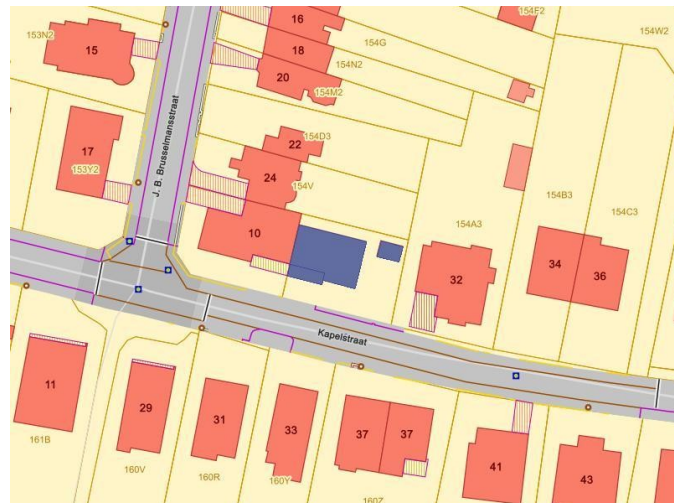 16
154F2
154W2
153N2
15
18
154G
154N2
20
154M2
J. B. Brusselmansstraat
17
153Y2
22
154D3
24
154V
154B3
154C3
154A3
10
32
34
36
Kapelstraat
11
29
31
33
37
37
41
43
161B
160V
160R
160Y
160Z